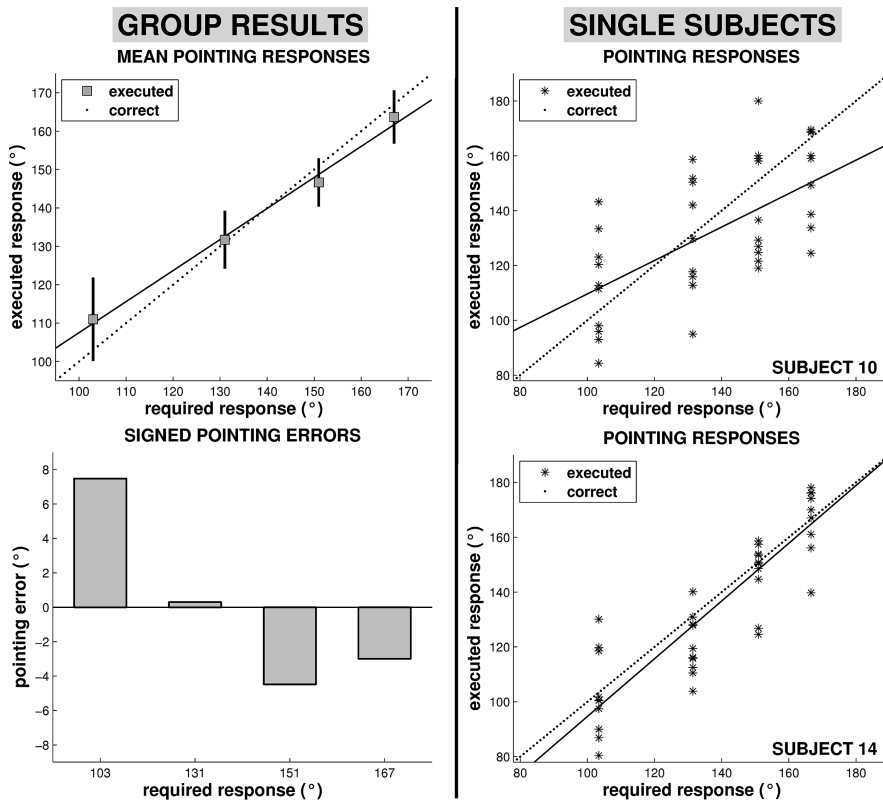 GROUP RESULTS
MEAN POINTING RESPONSES
executed
correct
170
160
150
140
130
120
110
100
executed response (°)
100 110 120 130 140 150 160 170
required response (°)
SIGNED POINTING ERRORS
8
6
4
2
0
−2
−4
−6
−8
pointing error (°)
103 131 151 167
required response (°)
SINGLE SUBJECTS
POINTING RESPONSES
executed
correct
180
160
140
120
100
80
executed response (°)
SUBJECT 10
80 100 120 140 160 180
required response (°)
POINTING RESPONSES
executed
correct
180
160
140
120
100
80
executed response (°)
SUBJECT 14
80 100 120 140 160 180
required response (°)